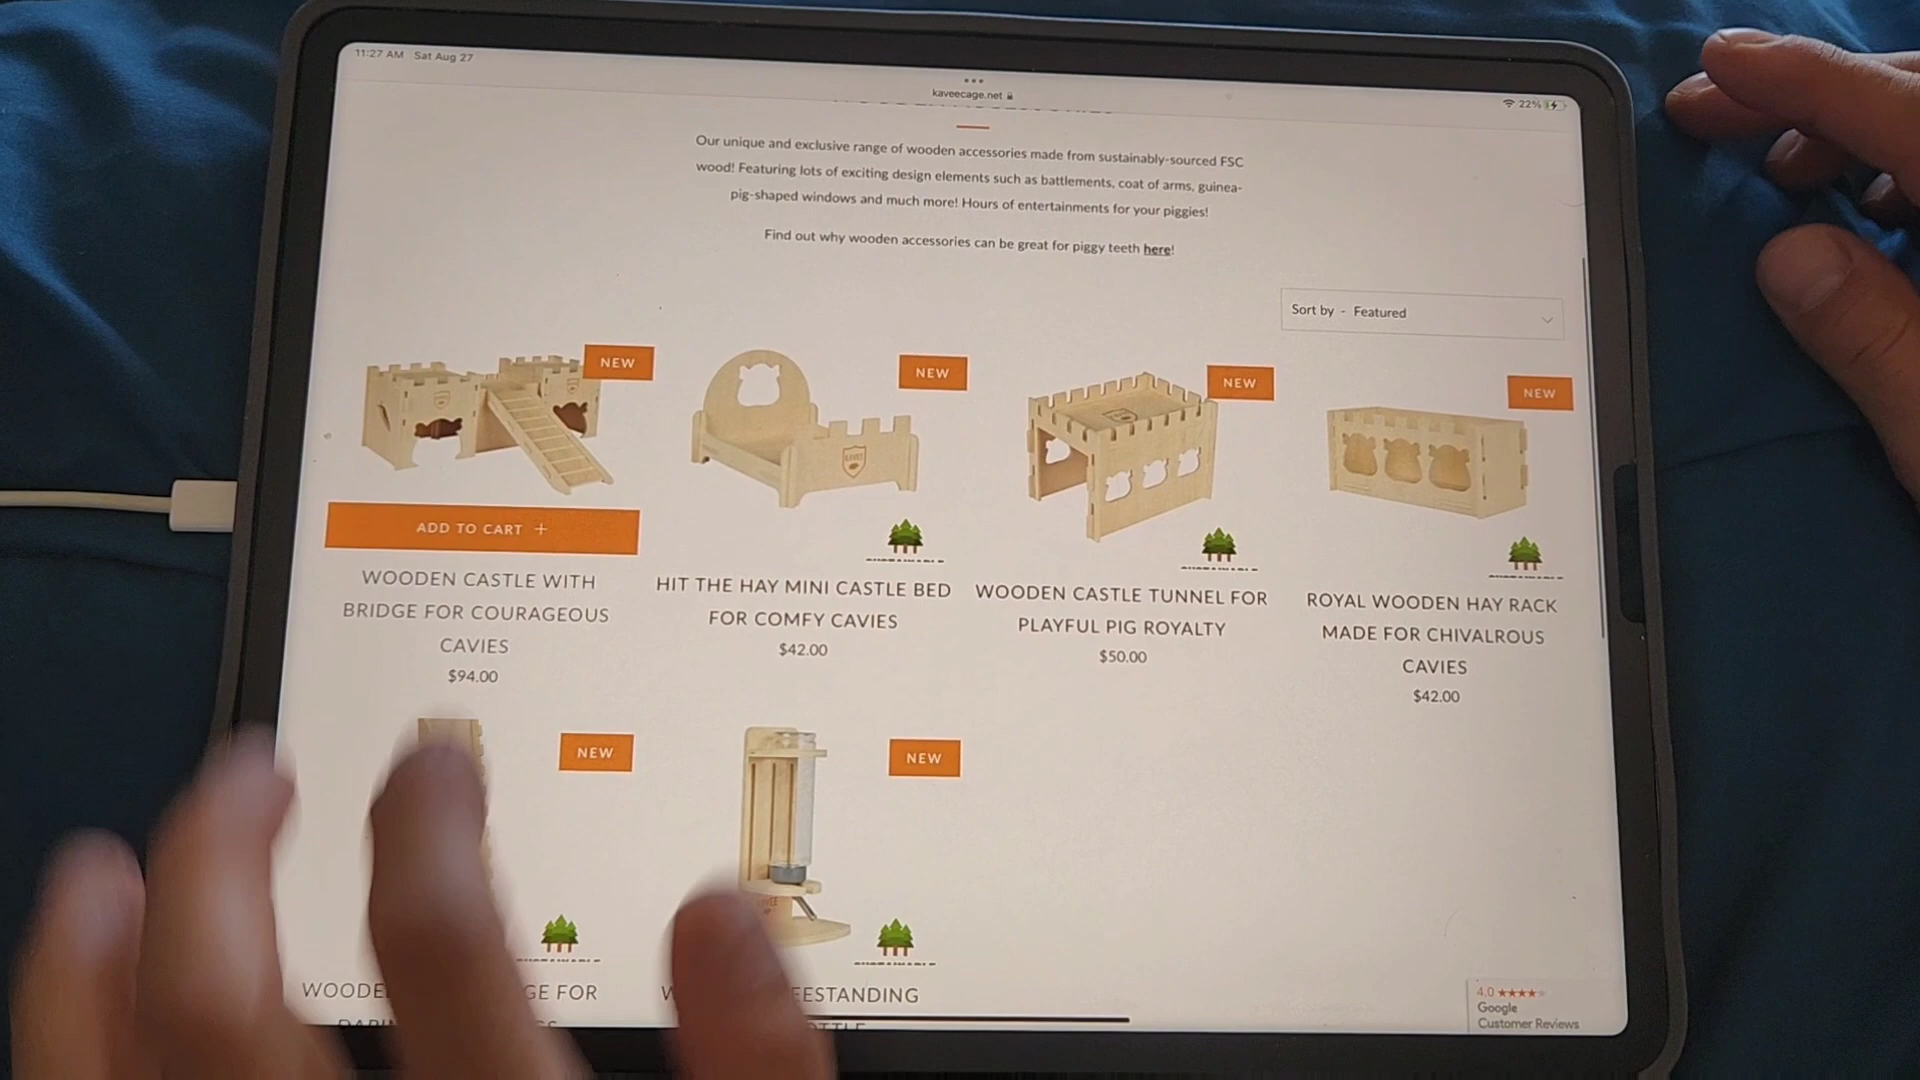 11:27 AM Sat Aug 27
kaveecage.net
22%
Our unique and exclusive range of wooden accessories made from sustainably-sourced FSC
wood! Featuring lots of exciting design elements such as battlements, coat of arms, guinea-
pig-shaped windows and much more! Hours of entertainments for your piggies!
Find out why wooden accessories can be great for piggy teeth here!
Sort by - Featured
NEW
NEW
NEW
NEW
KAVEE
ADD TO CART +
WOODEN CASTLE WITH
BRIDGE FOR COURAGEOUS
CAVIES
$94.00
HIT THE HAY MINI CASTLE BED
FOR COMFY CAVIES
$42.00
WOODEN CASTLE TUNNEL FOR
PLAYFUL PIG ROYALTY
$50.00
ROYAL WOODEN HAY RACK
MADE FOR CHIVALROUS
CAVIES
$42.00
NEW
NEW
FOR
4.0
Google
Customer Reviews